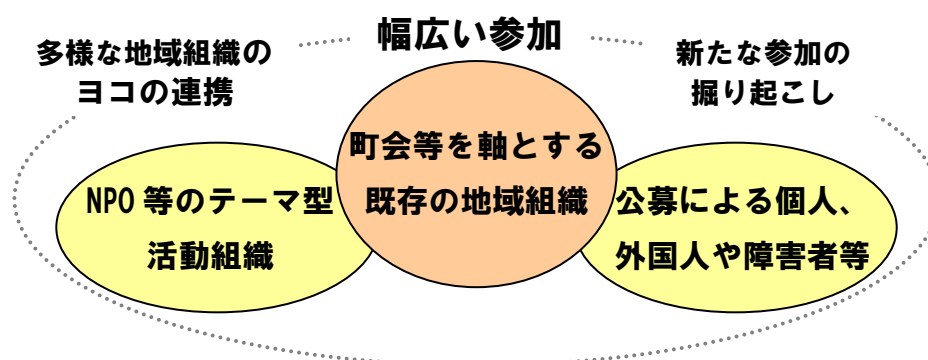 幅広い参加
多様な地域組織の
ヨコの連携
新たな参加の
掘り起こし
町会等を軸とする
既存の地域組織
NPO等のテーマ型
活動組織
公募による個人、
外国人や障害者等